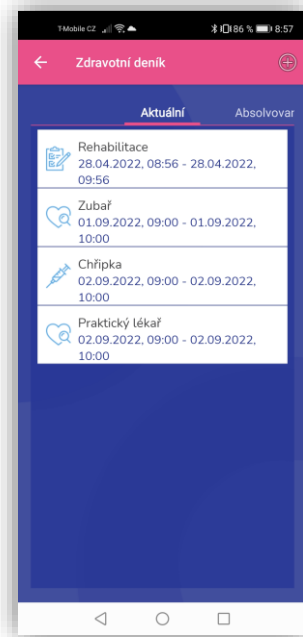 T-Mobile CZ 86 % 8:57
Zdravotní deník
Aktuální Absolvovar
Rehabilitace
28.04.2022, 08:56 - 28.04.2022,
09:56
Zubař
01.09.2022, 09:00 - 01.09.2022,
10:00
Chřipka
02.09.2022, 09:00 - 02.09.2022,
10:00
Praktický lékař
02.09.2022, 09:00 - 02.09.2022,
10:00